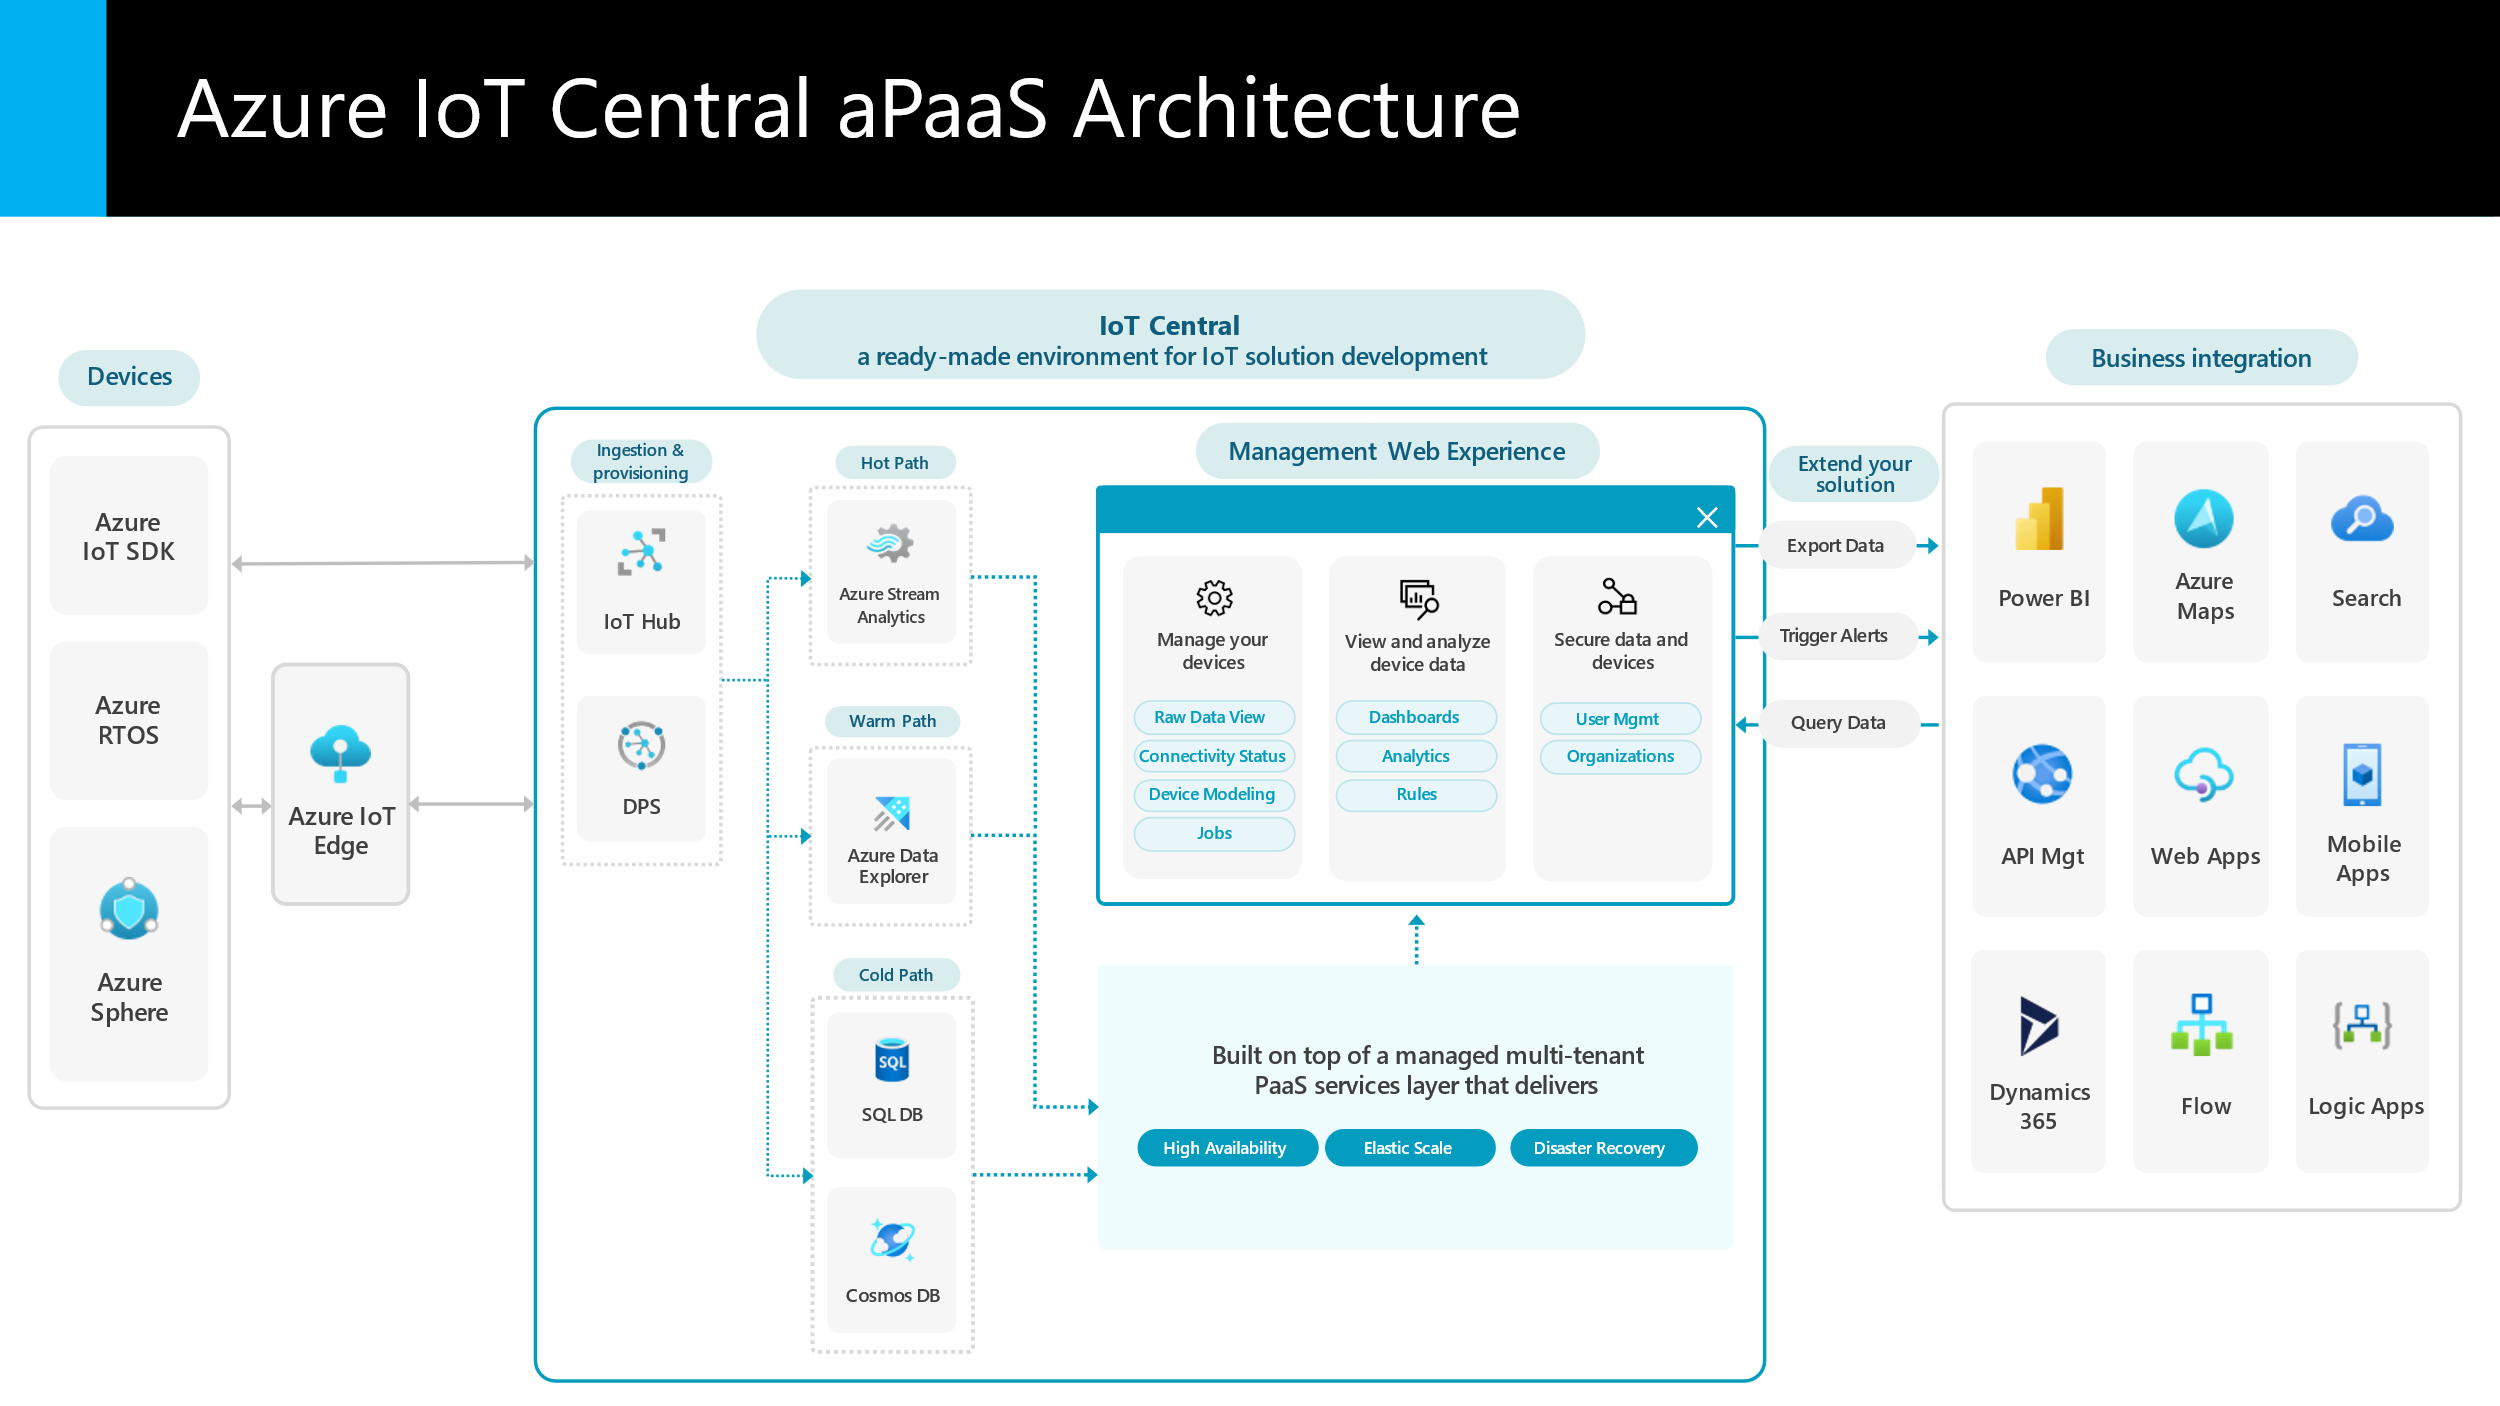 Azure IoT Central aPaaS Architecture
IoT Central
a ready-made environment for IoT solution development
Devices
Azure
IoT SDK
Azure
RTOS
Azure
Sphere
Azure IoT
Edge
Ingestion &
provisioning
IoT Hub
DPS
Hot Path
Azure Stream
Analytics
Warm Path
Azure Data
Explorer
Cold Path
SQL
SQL DB
Cosmos DB
Management Web Experience
Manage your
devices
Raw Data View
Connectivity Status
Device Modeling
Jobs
View and analyze
device data
Dashboards
Analytics
Rules
Secure data and
devices
User Mgmt
Organizations
Built on top of a managed multi-tenant
PaaS services layer that delivers
High Availability
Elastic Scale
Disaster Recovery
Extend your
solution
Export Data
Trigger Alerts
Query Data
Business integration
Power BI
Azure
Maps
Search
API Mgt
Web Apps
Mobile
Apps
Dynamics
365
Flow
Logic Apps